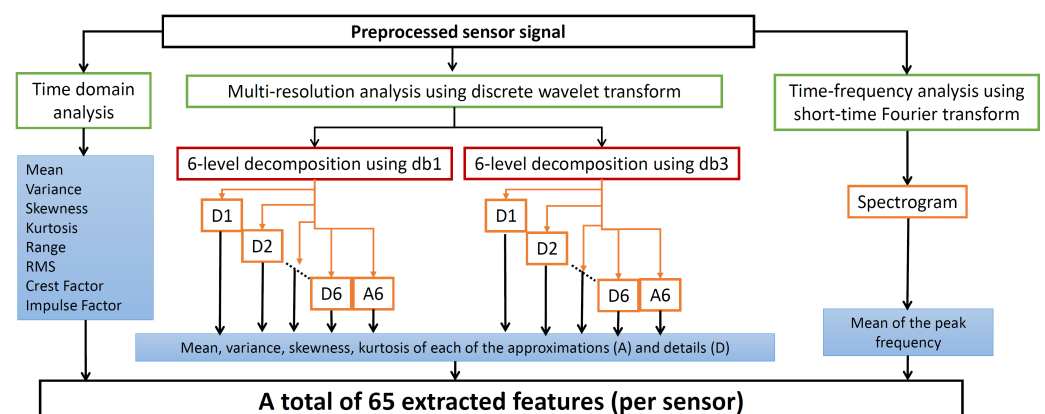 Preprocessed sensor signal
Time domain
analysis
Multi-resolution analysis using discrete wavelet transform
Time-frequency analysis using
short-time Fourier transform
6-level decomposition using db1
6-level decomposition using db3
Mean
Variance
Skewness
Kurtosis
Range
RMS
Crest Factor
Impulse Factor
D1
D2
D6
A6
D1
D2
D6
A6
Spectrogram
Mean of the peak
frequency
Mean, variance, skewness, kurtosis of each of the approximations (A) and details (D)
A total of 65 extracted features (per sensor)